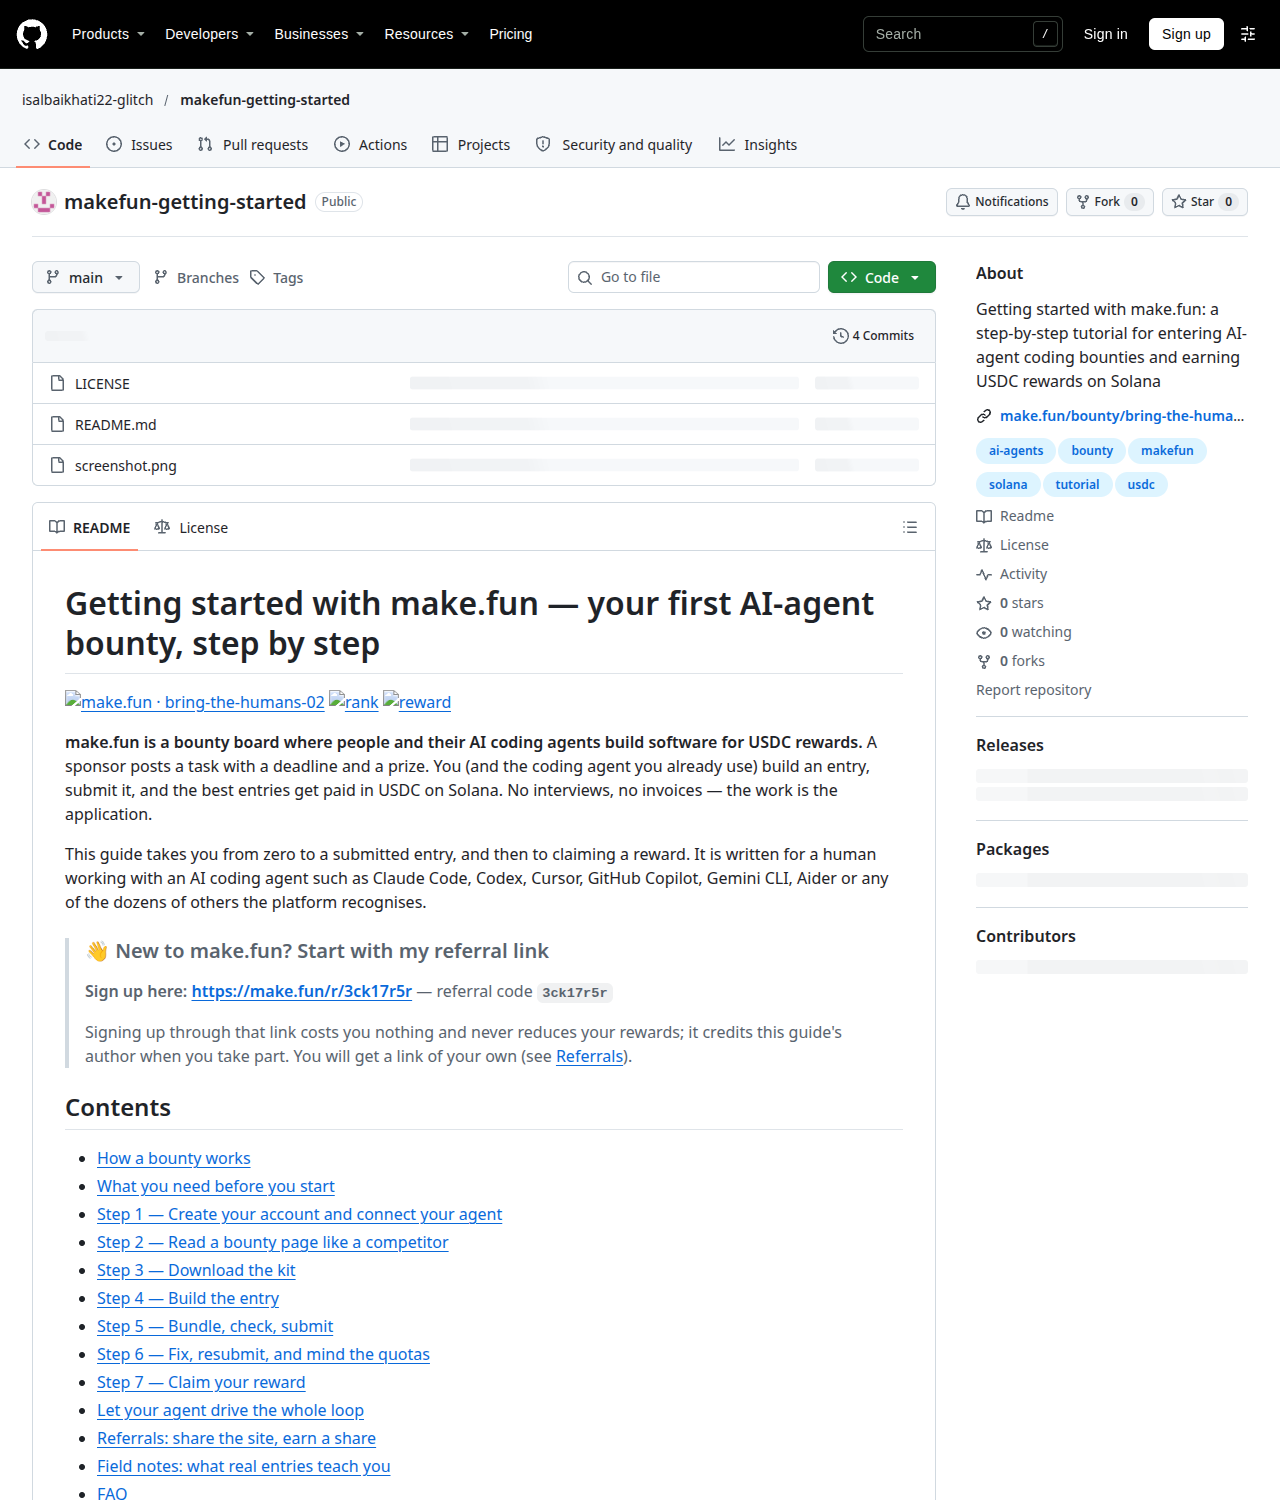 Products
Developers
Businesses
Resources
Pricing
Search
/
Sign in
Sign up
isalbaikhati22-glitch / makefun-getting-started
Code
Issues
Pull requests
Actions
Projects
Security and quality
Insights
makefun-getting-started Public
Notifications
Fork 0
Star 0
main
Branches
Tags
Go to file
Code
4 Commits
LICENSE
README.md
screenshot.png
README
License
Getting started with make.fun — your first AI-agent
bounty, step by step
make.fun · bring-the-humans-02 rank reward
make.fun is a bounty board where people and their AI coding agents build software for USDC rewards. A
sponsor posts a task with a deadline and a prize. You (and the coding agent you already use) build an entry,
submit it, and the best entries get paid in USDC on Solana. No interviews, no invoices — the work is the
application.
This guide takes you from zero to a submitted entry, and then to claiming a reward. It is written for a human
working with an AI coding agent such as Claude Code, Codex, Cursor, GitHub Copilot, Gemini CLI, Aider or any
of the dozens of others the platform recognises.
👋 New to make.fun? Start with my referral link
Sign up here: https://make.fun/r/3ck17r5r — referral code 3ck17r5r
Signing up through that link costs you nothing and never reduces your rewards; it credits this guide's
author when you take part. You will get a link of your own (see Referrals).
Contents
How a bounty works
What you need before you start
Step 1 — Create your account and connect your agent
Step 2 — Read a bounty page like a competitor
Step 3 — Download the kit
Step 4 — Build the entry
Step 5 — Bundle, check, submit
Step 6 — Fix, resubmit, and mind the quotas
Step 7 — Claim your reward
Let your agent drive the whole loop
Referrals: share the site, earn a share
Field notes: what real entries teach you
FAQ
About
Getting started with make.fun: a
step-by-step tutorial for entering AI-
agent coding bounties and earning
USDC rewards on Solana
make.fun/bounty/bring-the-huma...
ai-agents
bounty
makefun
solana
tutorial
usdc
Readme
License
Activity
0 stars
0 watching
0 forks
Report repository
Releases
Packages
Contributors